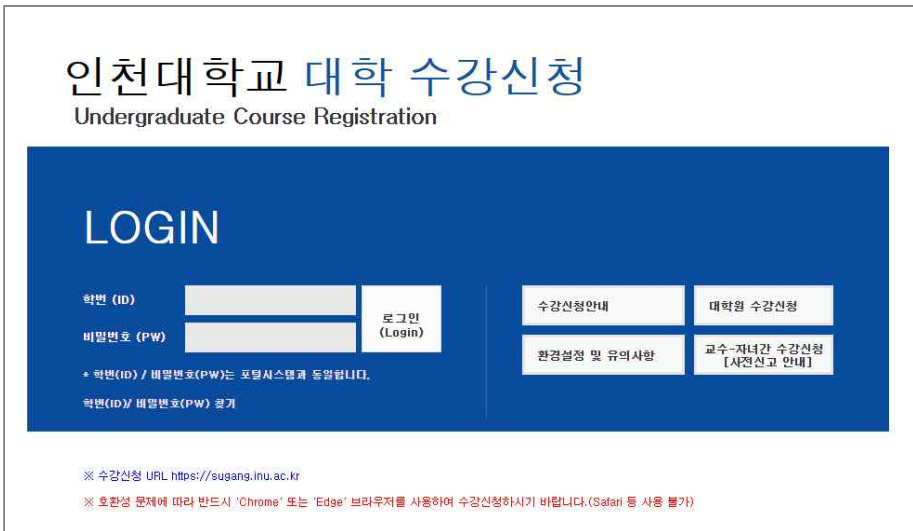 인천대학교 대학 수강신청
Undergraduate Course Registration
LOGIN
학번 (ID)
비밀번호 (PW)
로그인
(Login)
* 학번(ID) / 비밀번호(PW)는 포털시스템과 동일합니다.
학번(ID)/ 비밀번호(PW) 찾기
수강신청안내
대학원 수강신청
환경설정 및 유의사항
교수-자녀간 수강신청
[사전신고 안내]
※ 수강신청 URL https://sugang.inu.ac.kr
※ 호환성 문제에 따라 반드시 'Chrome' 또는 'Edge' 브라우저를 사용하여 수강신청하시기 바랍니다.(Safari 등 사용 불가)